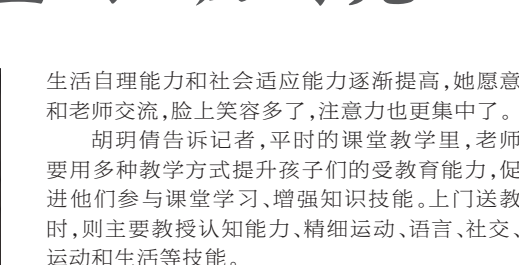 生活自理能力和社会适应能力逐渐提高,她愿意
和老师交流,脸上笑容多了,注意力也更集中了。
胡玥倩告诉记者,平时的课堂教学里,老师
要用多种教学方式提升孩子们的受教育能力,促
进他们参与课堂学习、增强知识技能。上门送教
时,则主要教授认知能力、精细运动、语言、社交、
运动和生活等技能。